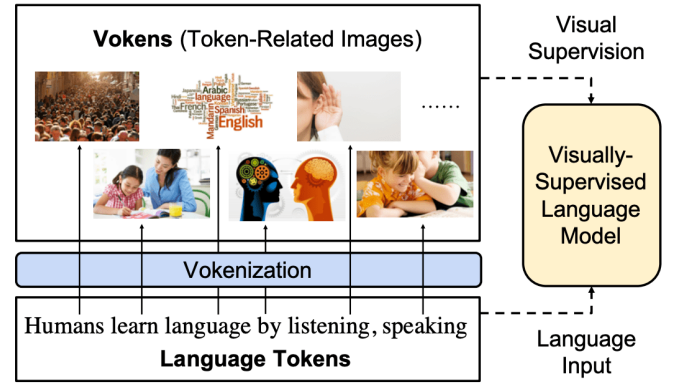 Vokens (Token-Related Images)
Arabic
language
French
Spanish
Mandarin
English
......
Vokenization
Humans learn language by listening, speaking
Language Tokens
Visual
Supervision
Visually-
Supervised
Language
Model
Language
Input